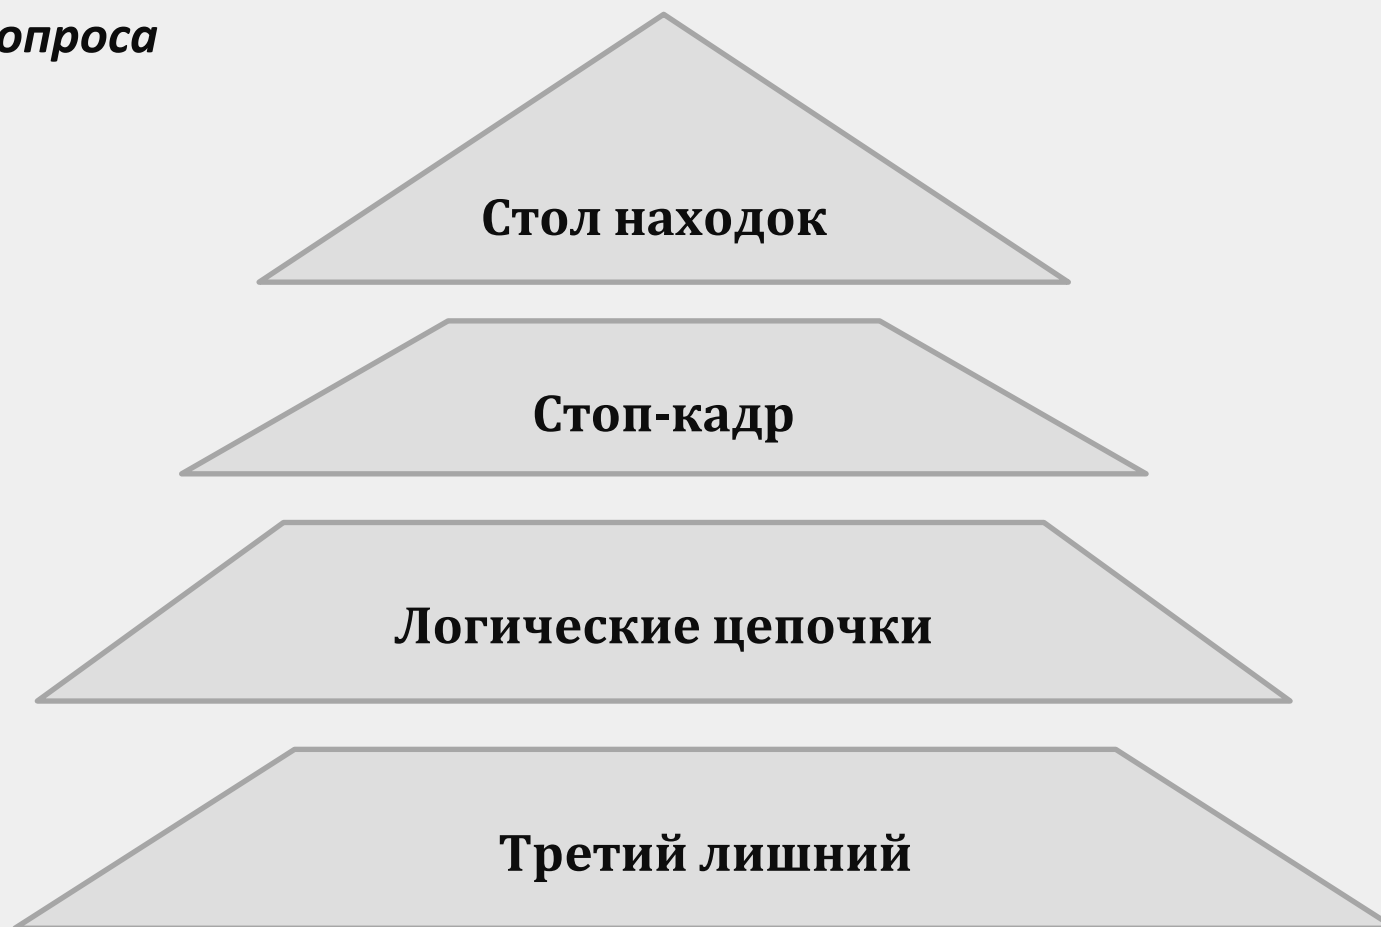 опроса
Стол находок
Стоп-кадр
Логические цепочки
Третий лишний